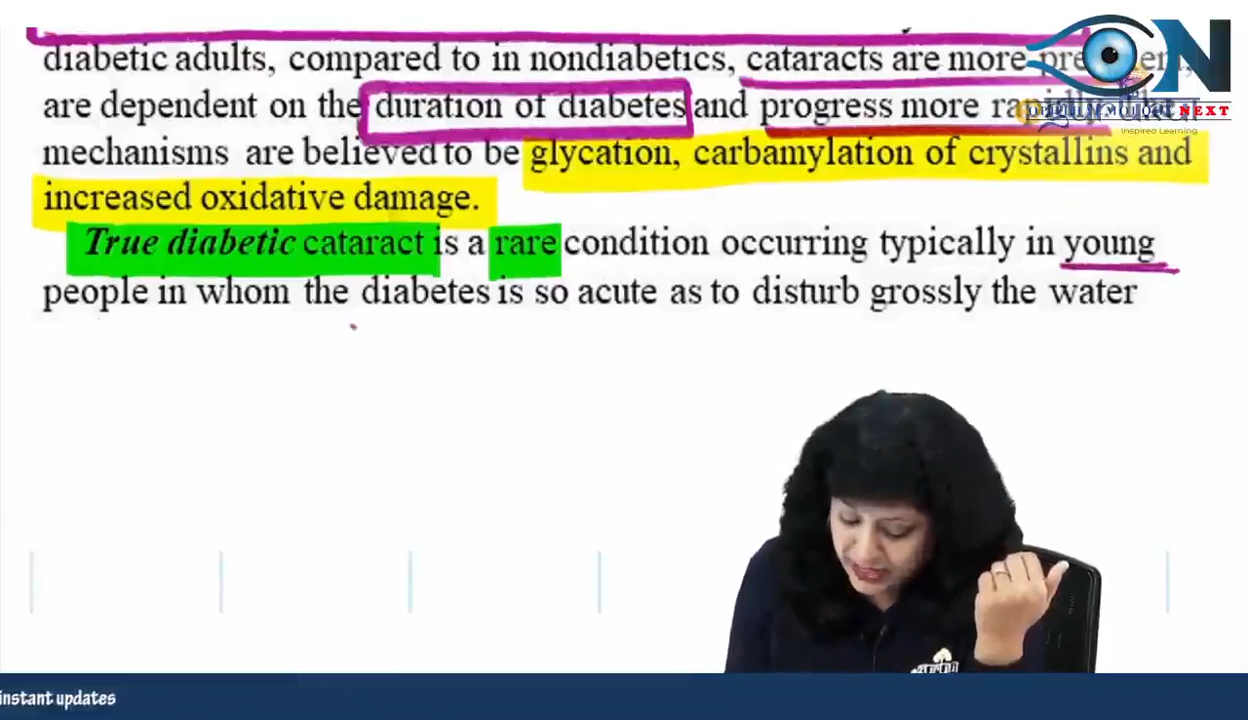 diabetic adults, compared to in nondiabetics, cataracts are more
are dependent on the duration of diabetes and progress more
mechanisms are believed to be glycation, carbamylation of crystallins and
increased oxidative damage.
True diabetic cataract is a rare condition occurring typically in young
people in whom the diabetes is so acute as to disturb grossly the water
ON
NEXT
Inspired Learning
instant updates